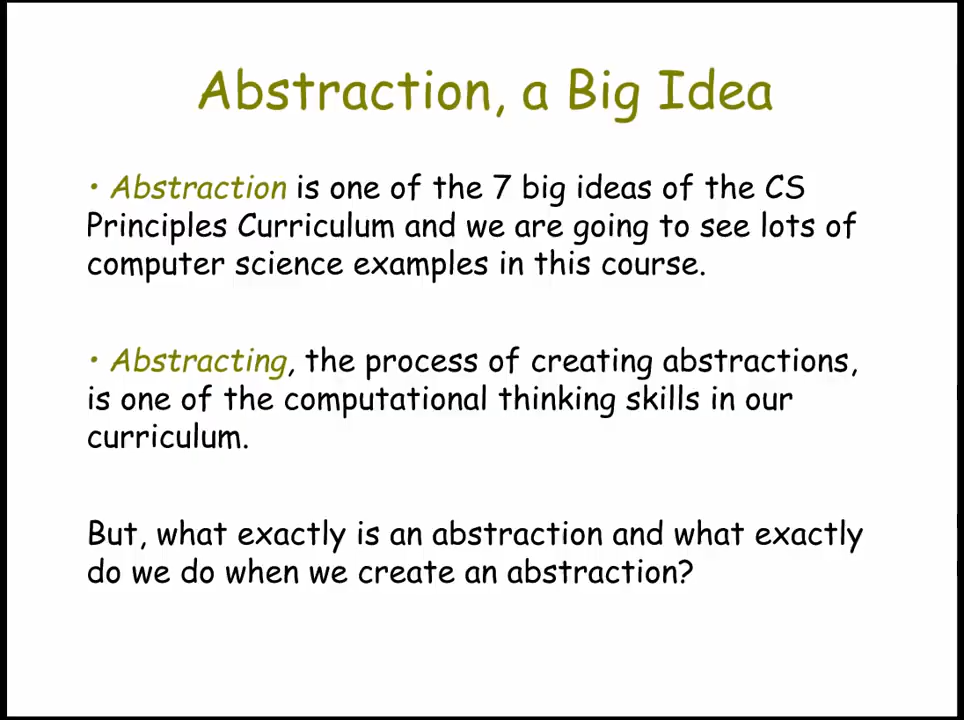 Abstraction, a Big Idea
• Abstraction is one of the 7 big ideas of the CS
Principles Curriculum and we are going to see lots of
computer science examples in this course.
• Abstracting, the process of creating abstractions,
is one of the computational thinking skills in our
curriculum.
But, what exactly is an abstraction and what exactly
do we do when we create an abstraction?